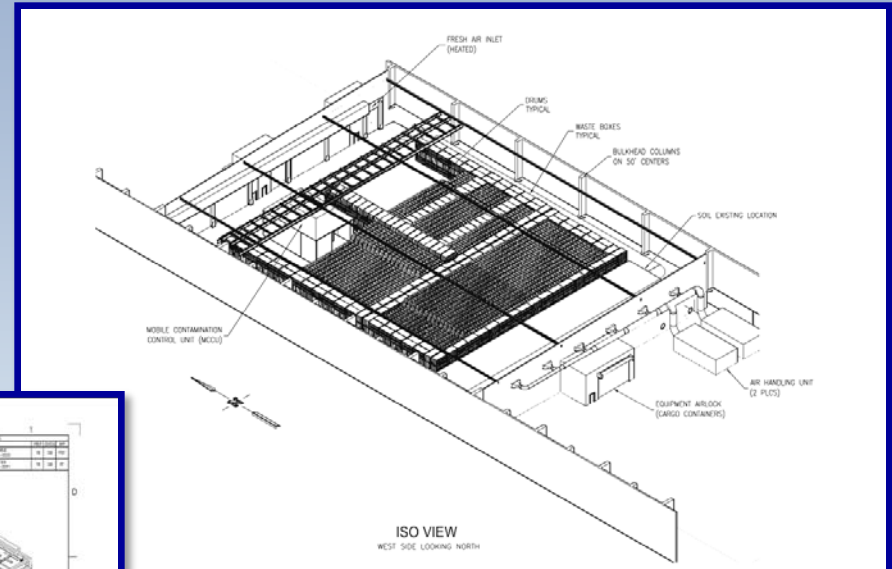 FRESH AIR INLET
(HEATED)
DRUMS
TYPICAL
WASTE BOXES
TYPICAL
BULKHEAD COLUMNS
ON 50' CENTERS
SOIL EXISTING LOCATION
MOBILE CONTAMINATION
CONTROL UNIT (MCCU)
AIR HANDLING UNIT
(2 PLCS)
EQUIPMENT AIRLOCK
(CARGO CONTAINERS)
ISO VIEW
WEST SIDE LOOKING NORTH
1
D